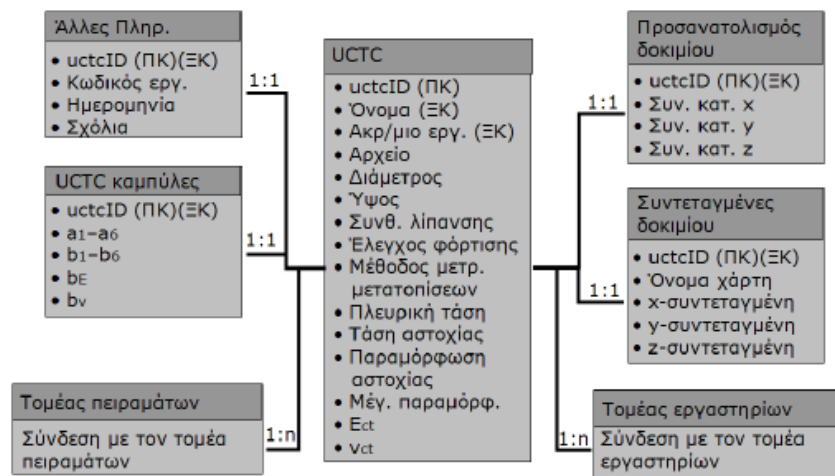 Άλλες Πληρ.
• uctcID (ΠΚ)(ΞΚ)
• Κωδικός εργ.
• Ημερομηνία
• Σχόλια
1:1
UCTC καμπύλες
• uctcID (ΠΚ)(ΞΚ)
• a1-a6
• b1-b6
• bE
• bv
1:1
Τομέας πειραμάτων
Σύνδεση με τον τομέα
πειραμάτων
1:n
UCTC
• uctcID (ΠΚ)
• Όνομα (ΞΚ)
• Ακρ/μιο εργ. (ΞΚ)
• Αρχείο
• Διάμετρος
• Ύψος
• Συνθ. λίπανσης
• Έλεγχος φόρτισης
• Μέθοδος μετρ.
μετατοπίσεων
• Πλευρική τάση
• Τάση αστοχίας
• Παραμόρφωση
αστοχίας
• Μέγ. παραμόρφ.
• Ect
• vct
Προσανατολισμός
δοκιμίου
• uctcID (ΠΚ)(ΞΚ)
• Συν. κατ. x
• Συν. κατ. y
• Συν. κατ. z
1:1
Συντεταγμένες
δοκιμίου
• uctcID (ΠΚ)(ΞΚ)
• Όνομα χάρτη
• x-συντεταγμένη
• y-συντεταγμένη
• z-συντεταγμένη
1:1
Τομέας εργαστηρίων
Σύνδεση με τον τομέα
εργαστηρίων
1:n